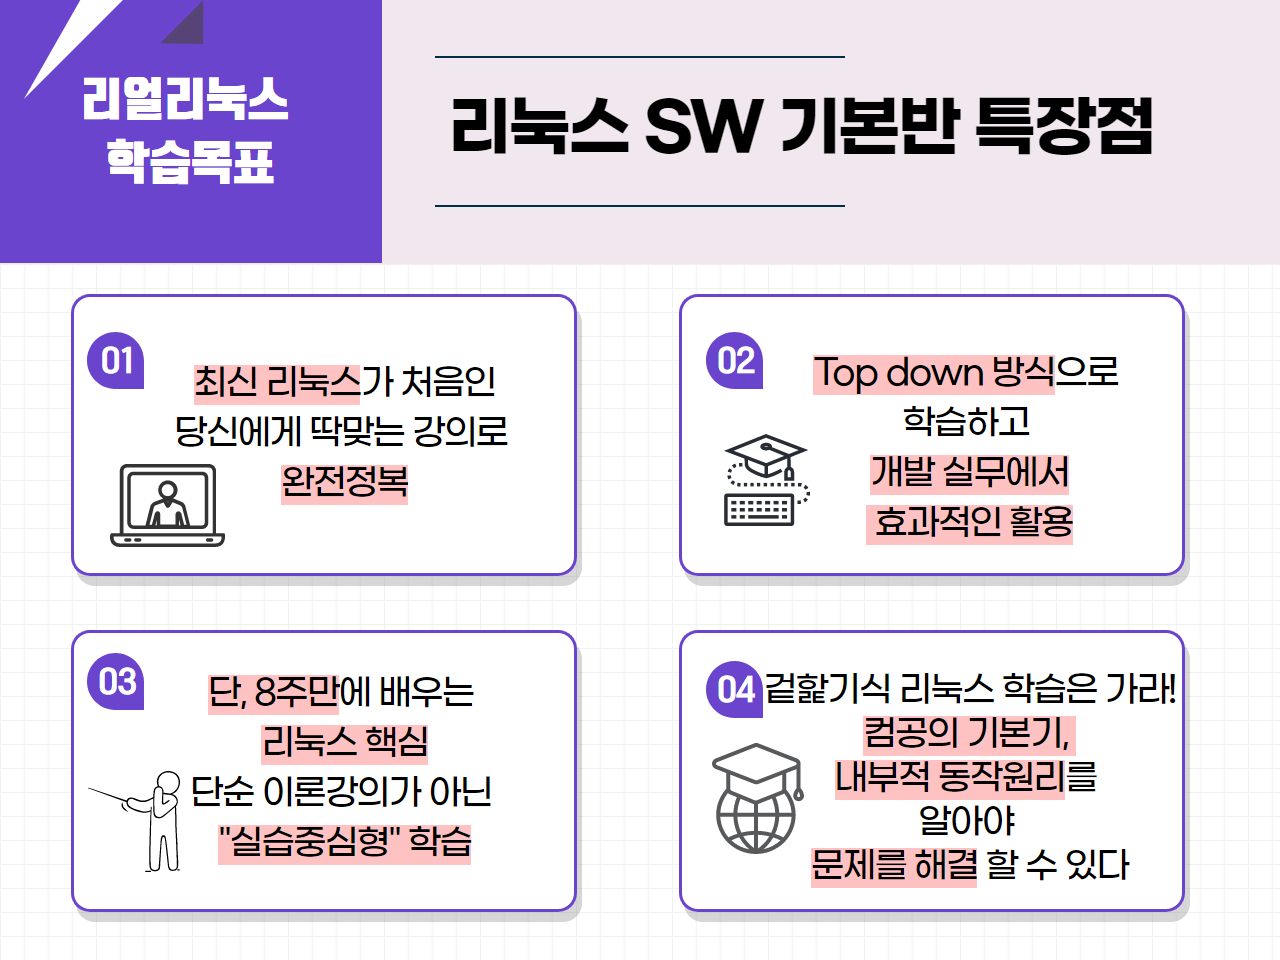 리얼리눅스
학습목표
리눅스 SW 기본반 특장점
01
최신 리눅스가 처음인
당신에게 딱맞는 강의로
완전정복
02
Top down 방식으로
학습하고
개발 실무에서
효과적인 활용
03
단, 8주만에 배우는
리눅스 핵심
단순 이론강의가 아닌
"실습중심형" 학습
04
겉핥기식 리눅스 학습은 가라!
컴공의 기본기,
내부적 동작원리를
알아야
문제를 해결 할 수 있다